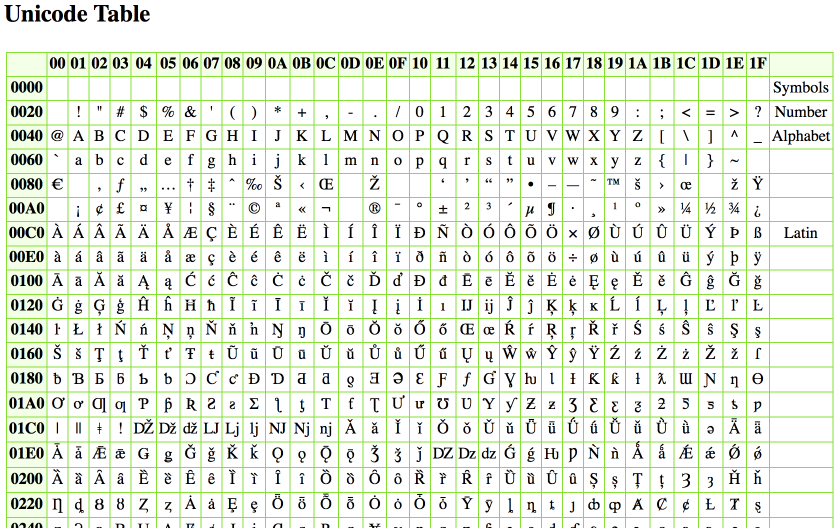 Unicode Table
00 01 02 03 04 05 06 07 08 09 0A 0B 0C 0D 0E 0F 10 11 12 13 14 15 16 17 18 19 1A 1B 1C 1D 1E 1F
0000 Symbols
0020 ! " # $ % & ' ( ) * + , - . / 0 1 2 3 4 5 6 7 8 9 : ; < = > ? Number
0040 @ A B C D E F G H I J K L M N O P Q R S T U V W X Y Z [ \ ] ^ _ Alphabet
0060 ` a b c d e f g h i j k l m n o p q r s t u v w x y z { | } ~
0080 € ‚ ƒ „ … † ‡ ˆ ‰ Š ‹ Œ Ž ‘ ’ “ ” • – — ˜ ™ š › œ ž Ÿ
00A0 ¡ ¢ £ ¤ ¥ ¦ § ¨ © ª « ¬ ® ¯ ° ± ² ³ ´ µ ¶ · ¸ ¹ º » ¼ ½ ¾ ¿
00C0 À Á Â Ã Ä Å Æ Ç È É Ê Ë Ì Í Î Ï Ð Ñ Ò Ó Ô Õ Ö × Ø Ù Ú Û Ü Ý Þ ß Latin
00E0 à á â ã ä å æ ç è é ê ë ì í î ï ð ñ ò ó ô õ ö ÷ ø ù ú û ü ý þ ÿ
0100 Ā ā Ă ă Ą ą Ć ć Ĉ ĉ Ċ ċ Č č Ď ď Đ đ Ē ē Ĕ ĕ Ė ė Ę ę Ě ě Ĝ ĝ Ğ ğ
0120 Ġ ġ Ģ ģ Ĥ ĥ Ħ ħ Ĩ ĩ Ī ī Ĭ ĭ Į į İ ı Ĳ ĳ Ĵ ĵ Ķ ķ ĸ Ĺ ĺ Ļ ļ Ľ ľ Ŀ
0140 ŀ Ł ł Ń ń Ņ ņ Ň ň ŉ Ŋ ŋ Ō ō Ŏ ŏ Ő ő Œ œ Ŕ ŕ Ŗ ŗ Ř ř Ś ś Ŝ ŝ Ş ş
0160 Š š Ţ ţ Ť ť Ŧ ŧ Ũ ũ Ū ū Ŭ ŭ Ů ů Ű ű Ų ų Ŵ ŵ Ŷ ŷ Ÿ Ź ź Ż ż Ž ž ſ
0180 ƀ Ɓ Ƃ ƃ Ƅ ƅ Ɔ Ƈ ƈ Ɖ Ɗ Ƌ ƌ ƍ Ǝ Ə Ɛ Ƒ ƒ Ɠ Ɣ ƕ Ɩ Ɨ Ƙ ƙ ƚ ƛ Ɯ Ɲ ƞ Ɵ
01A0 Ơ ơ Ƣ ƣ Ƥ ƥ Ʀ Ƨ ƨ Ʃ ƪ ƫ Ƭ ƭ Ʈ Ư ư Ʊ Ʋ Ƴ ƴ Ƶ ƶ Ʒ Ƹ ƹ ƺ ƻ Ƽ ƽ ƾ ƿ
01C0 ǀ ǁ ǂ ǃ Ǆ ǅ ǆ Ǉ ǈ ǉ Ǌ ǋ ǌ Ǎ ǎ Ǐ ǐ Ǒ ǒ Ǔ ǔ Ǖ ǖ Ǘ ǘ Ǚ ǚ Ǜ ǜ ǝ Ǟ ǟ
01E0 Ǡ ǡ Ǣ ǣ Ǥ ǥ Ǧ ǧ Ǩ ǩ Ǫ ǫ Ǭ ǭ Ǯ ǯ ǰ Ǳ ǲ ǳ Ǵ ǵ Ƕ Ƿ Ǹ ǹ Ǻ ǻ Ǽ ǽ Ǿ ǿ
0200 Ȁ ȁ Ȃ ȃ Ȅ ȅ Ȇ ȇ Ȉ ȉ Ȋ ȋ Ȍ ȍ Ȏ ȏ Ȑ ȑ Ȓ ȓ Ȕ ȕ Ȗ ȗ Ș ș Ț ț Ȝ ȝ Ȟ ȟ
0220 Ƞ ȡ Ȣ ȣ Ȥ ȥ Ȧ ȧ Ȩ ȩ Ȫ ȫ Ȭ ȭ Ȯ ȯ Ȱ ȱ Ȳ ȳ ȴ ȵ ȶ ȷ ȸ ȹ Ⱥ Ȼ ȼ Ƚ Ⱦ ȿ